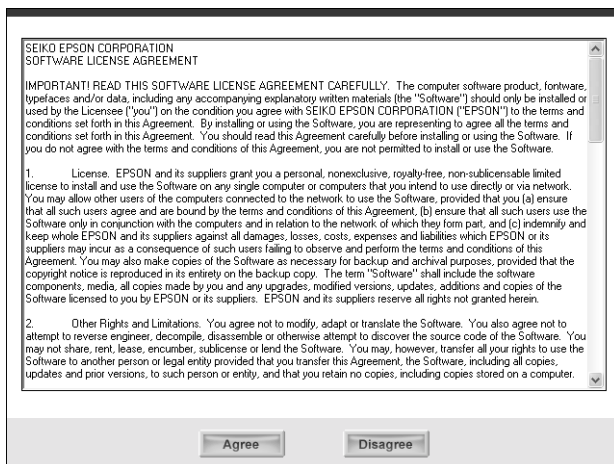 SEIKO EPSON CORPORATION
SOFTWARE LICENSE AGREEMENT
IMPORTANT! READ THIS SOFTWARE LICENSE AGREEMENT CAREFULLY. The computer software product, fontware,
typefaces and/or data, including any accompanying explanatory written materials (the "Software") should only be installed or
used by the Licensee ("you") on the condition you agree with SEIKO EPSON CORPORATION ("EPSON") to the terms and
conditions set forth in this Agreement. By installing or using the Software, you are representing to agree all the terms and
conditions set forth in this Agreement. You should read this Agreement carefully before installing or using the Software. If
you do not agree with the terms and conditions of this Agreement, you are not permitted to install or use the Software.
1. License. EPSON and its suppliers grant you a personal, nonexclusive, royalty-free, non-sublicensable limited
license to install and use the Software on any single computer or computers that you intend to use directly or via network.
You may allow other users of the computers connected to the network to use the Software, provided that you (a) ensure
that all such users agree and are bound by the terms and conditions of this Agreement, (b) ensure that all such users use the
Software only in conjunction with the computers and in relation to the network of which they form part, and (c) indemnify and
keep whole EPSON and its suppliers against all damages, losses, costs, expenses and liabilities which EPSON or its
suppliers may incur as a consequence of such users failing to observe and perform the terms and conditions of this
Agreement. You may also make copies of the Software as necessary for backup and archival purposes, provided that the
copyright notice is reproduced in its entirety on the backup copy. The term "Software" shall include the software
components, media, all copies made by you and any upgrades, modified versions, updates, additions and copies of the
Software licensed to you by EPSON or its suppliers. EPSON and its suppliers reserve all rights not granted herein.
2. Other Rights and Limitations. You agree not to modify, adapt or translate the Software. You also agree not to
attempt to reverse engineer, decompile, disassemble or otherwise attempt to discover the source code of the Software. You
may not share, rent, lease, encumber, sublicense or lend the Software. You may, however, transfer all your rights to use the
Software to another person or legal entity provided that you transfer this Agreement, the Software, including all copies,
updates and prior versions, to such person or entity, and that you retain no copies, including copies stored on a computer.
Agree Disagree